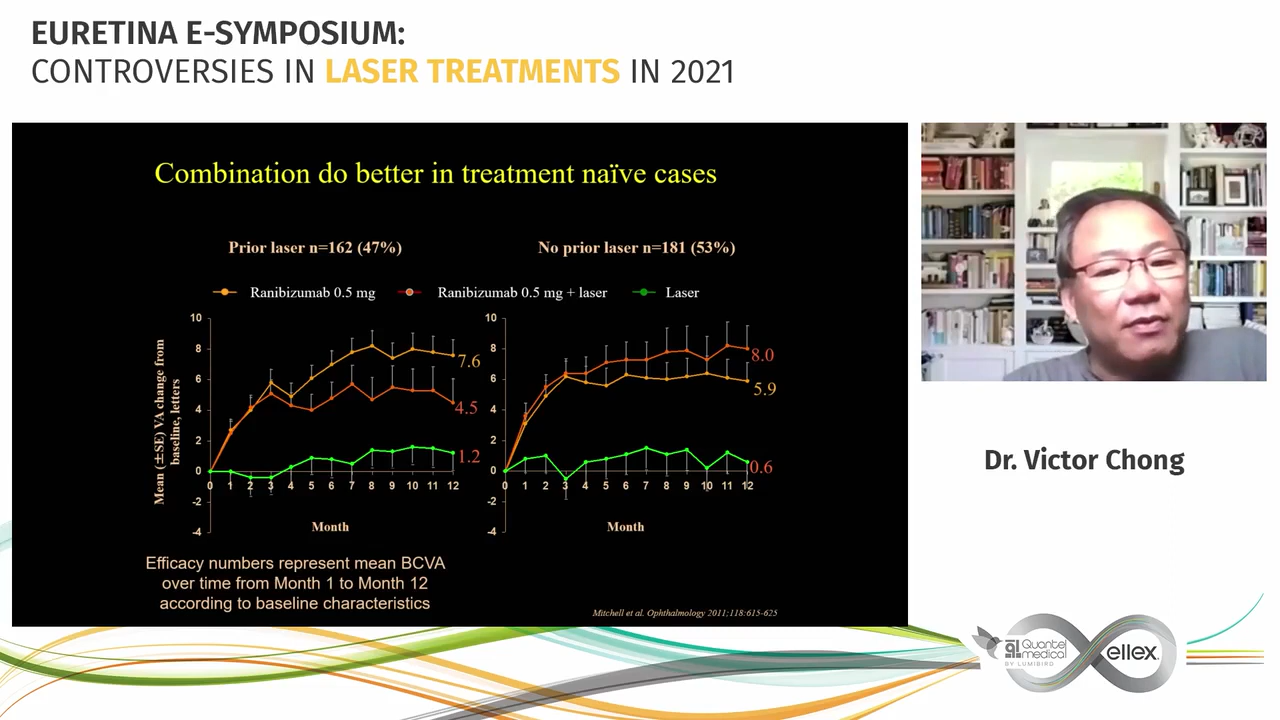 EURETINA E-SYMPOSIUM:
CONTROVERSIES IN LASER TREATMENTS IN 2021
Combination do better in treatment naïve cases
Prior laser n=162 (47%)
No prior laser n=181 (53%)
Ranibizumab 0.5 mg
Ranibizumab 0.5 mg + laser
Laser
Mean (±SE) VA change from
baseline, letters
10
8
6
4
2
0
-2
-4
7.6
4.5
1.2
0 1 2 3 4 5 6 7 8 9 10 11 12
Month
10
8
6
4
2
0
-2
-4
8.0
5.9
0.6
0 1 2 3 4 5 6 7 8 9 10 11 12
Month
Efficacy numbers represent mean BCVA
over time from Month 1 to Month 12
according to baseline characteristics
Mitchell et al. Ophthalmology 2011;118:615-625
Dr. Victor Chong
Quantel
medical
BY LUMIBIRD
ellex.